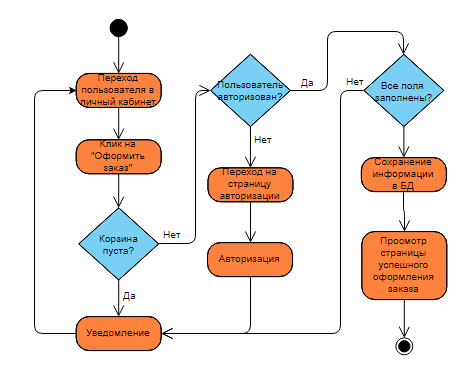 Переход
пользователя в
личный кабинет
Клик на
"Оформить
заказ"
Корзина
пуста?
Нет
Да
Уведомление
Пользователь
авторизован?
Да
Нет
Переход на
страницу
авторизации
Авторизация
Нет
Все поля
заполнены?
Сохранение
информации
в БД
Просмотр
страницы
успешного
оформления
заказа